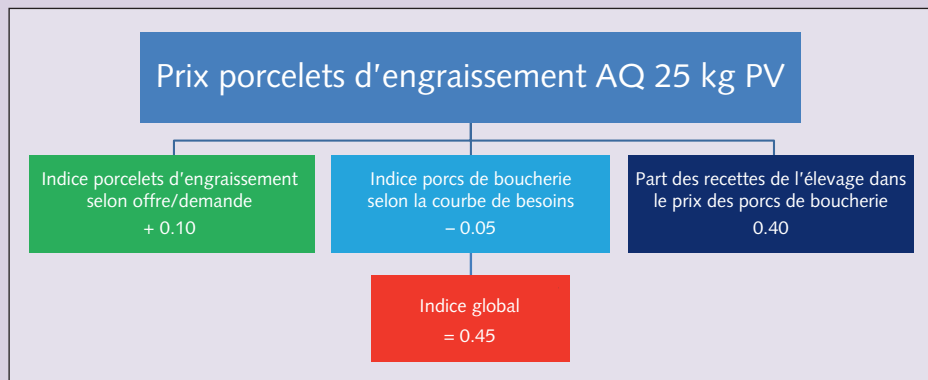 Prix porcelets d’engraissement AQ 25 kg PV
Indice porcelets d’engraissement
selon offre/demande
+ 0.10
Indice porcs de boucherie
selon la courbe de besoins
– 0.05
Part des recettes de l’élevage dans
le prix des porcs de boucherie
0.40
Indice global
= 0.45